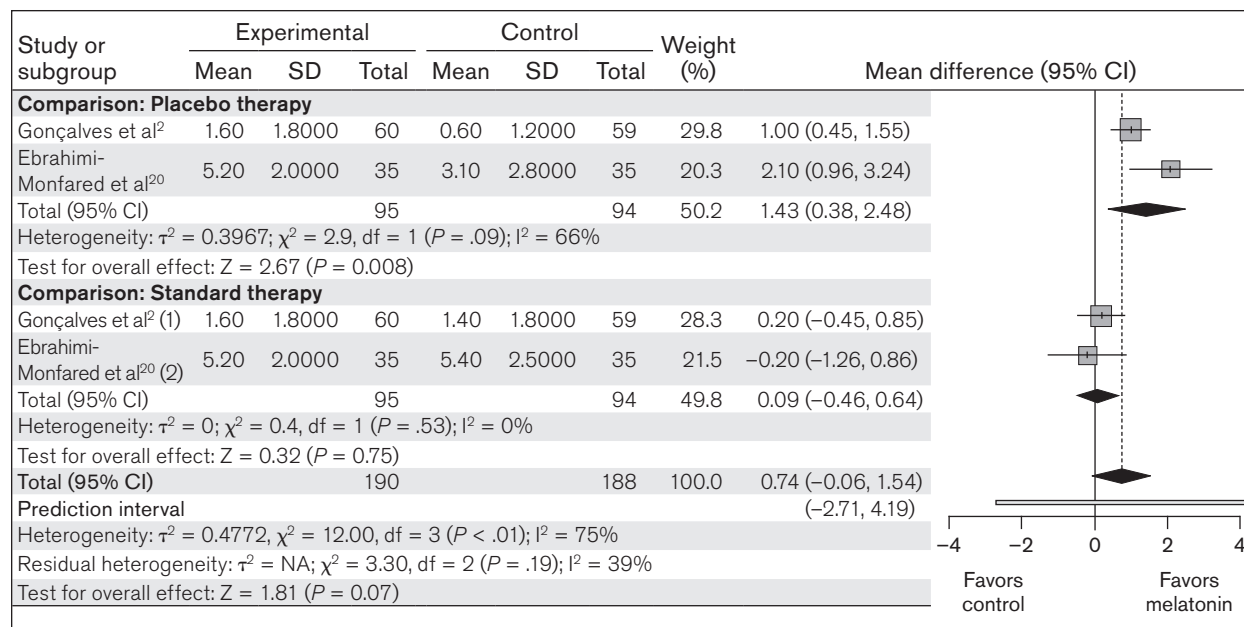 Study or subgroup Experimental Control Weight (%) Mean difference (95% CI)
Mean SD Total Mean SD Total
Comparison: Placebo therapy
Gonçalves et al² 1.60 1.8000 60 0.60 1.2000 59 29.8 1.00 (0.45, 1.55)
Ebrahimi-
Monfared et al²⁰ 5.20 2.0000 35 3.10 2.8000 35 20.3 2.10 (0.96, 3.24)
Total (95% CI) 95 94 50.2 1.43 (0.38, 2.48)
Heterogeneity: τ² = 0.3967; χ² = 2.9, df = 1 (P = .09); I² = 66%
Test for overall effect: Z = 2.67 (P = 0.008)
Comparison: Standard therapy
Gonçalves et al² (1) 1.60 1.8000 60 1.40 1.8000 59 28.3 0.20 (–0.45, 0.85)
Ebrahimi-
Monfared et al²⁰ (2) 5.20 2.0000 35 5.40 2.5000 35 21.5 –0.20 (–1.26, 0.86)
Total (95% CI) 95 94 49.8 0.09 (–0.46, 0.64)
Heterogeneity: τ² = 0; χ² = 0.4, df = 1 (P = .53); I² = 0%
Test for overall effect: Z = 0.32 (P = 0.75)
Total (95% CI) 190 188 100.0 0.74 (–0.06, 1.54)
Prediction interval (–2.71, 4.19)
Heterogeneity: τ² = 0.4772, χ² = 12.00, df = 3 (P < .01); I² = 75%
Residual heterogeneity: τ² = NA; χ² = 3.30, df = 2 (P = .19); I² = 39%
Test for overall effect: Z = 1.81 (P = 0.07)
–4 –2 0 2 4
Favors control Favors melatonin